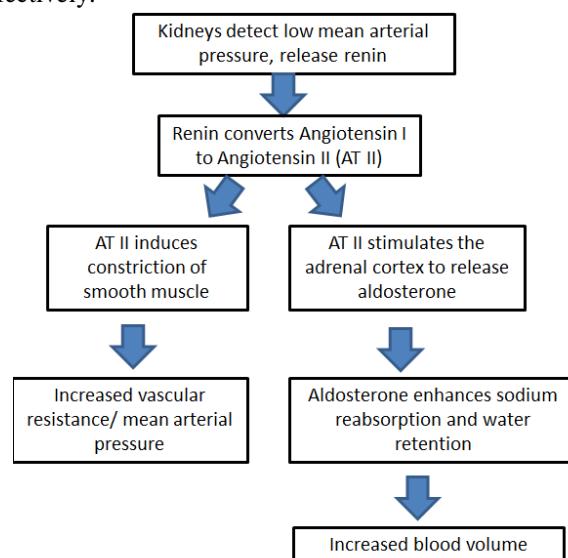 ectively.
Kidneys detect low mean arterial
pressure, release renin
Renin converts Angiotensin I
to Angiotensin II (AT II)
AT II induces
constriction of
smooth muscle
AT II stimulates the
adrenal cortex to release
aldosterone
Increased vascular
resistance/ mean arterial
pressure
Aldosterone enhances sodium
reabsorption and water
retention
Increased blood volume